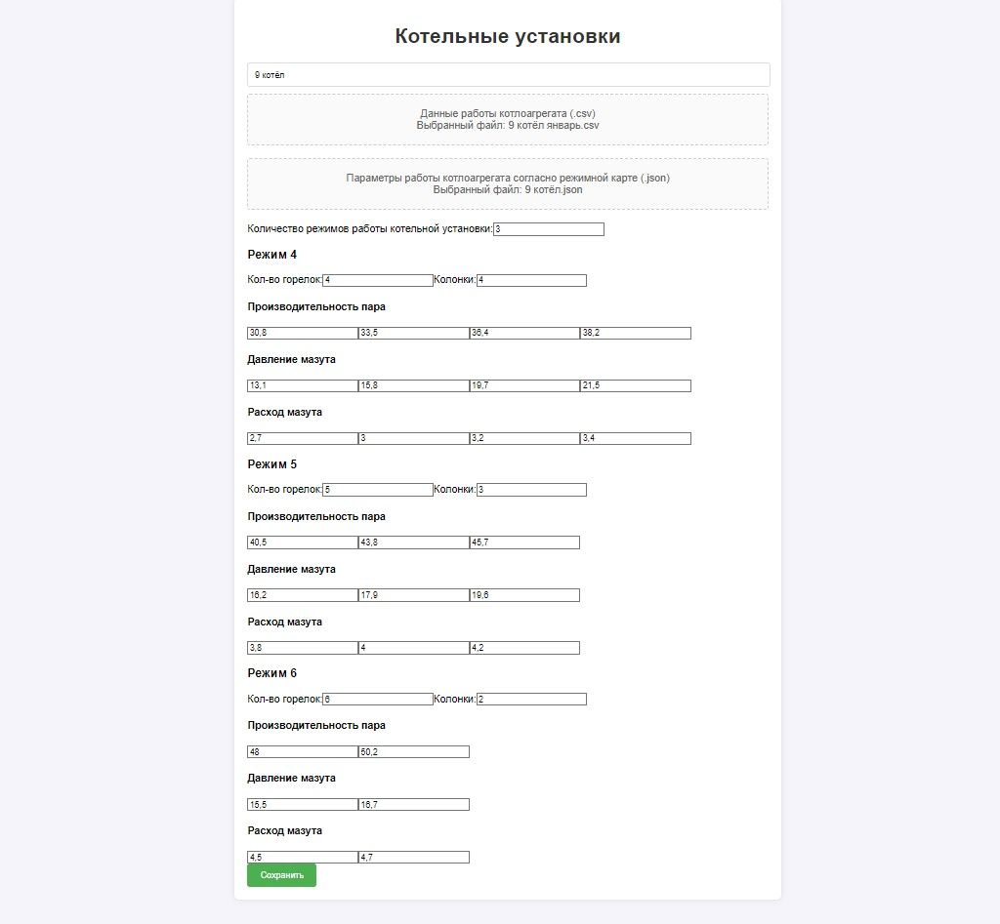 Котельные установки
9 котёл
Данные работы котлоагрегата (.csv)
Выбранный файл: 9 котёл январь.csv
Параметры работы котлоагрегата согласно режимной карте (.json)
Выбранный файл: 9 котёл.json
Количество режимов работы котельной установки: 3
Режим 4
Кол-во горелок: 4 Колонки: 4
Производительность пара
30,8 33,5 36,4 38,2
Давление мазута
13,1 15,8 19,7 21,5
Расход мазута
2,7 3 3,2 3,4
Режим 5
Кол-во горелок: 5 Колонки: 3
Производительность пара
40,5 43,8 45,7
Давление мазута
16,2 17,9 19,6
Расход мазута
3,8 4 4,2
Режим 6
Кол-во горелок: 6 Колонки: 2
Производительность пара
48 50,2
Давление мазута
15,5 16,7
Расход мазута
4,5 4,7
Сохранить